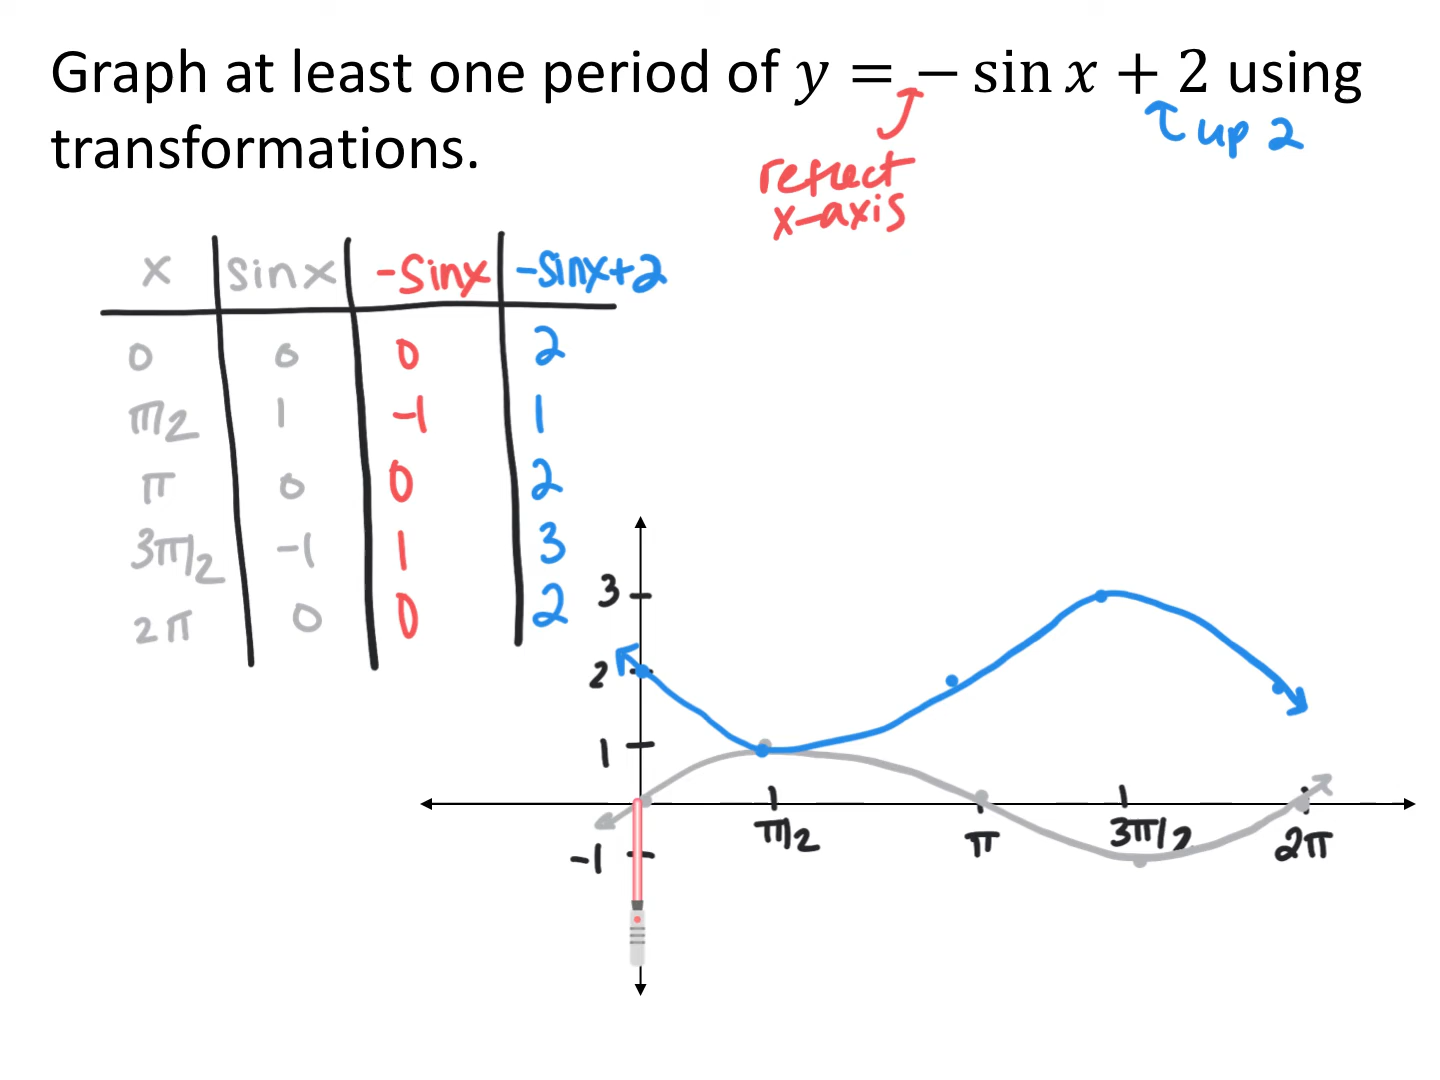 Graph at least one period of y = − sin x + 2 using
transformations.
up 2
reflect
x-axis
x sinx -sinx -sinx+2
0 0 0 2
π/2 1 -1 1
π 0 0 2
3π/2 -1 1 3
2π 0 0 2
3
2
1
-1
π/2 π 3π/2 2π